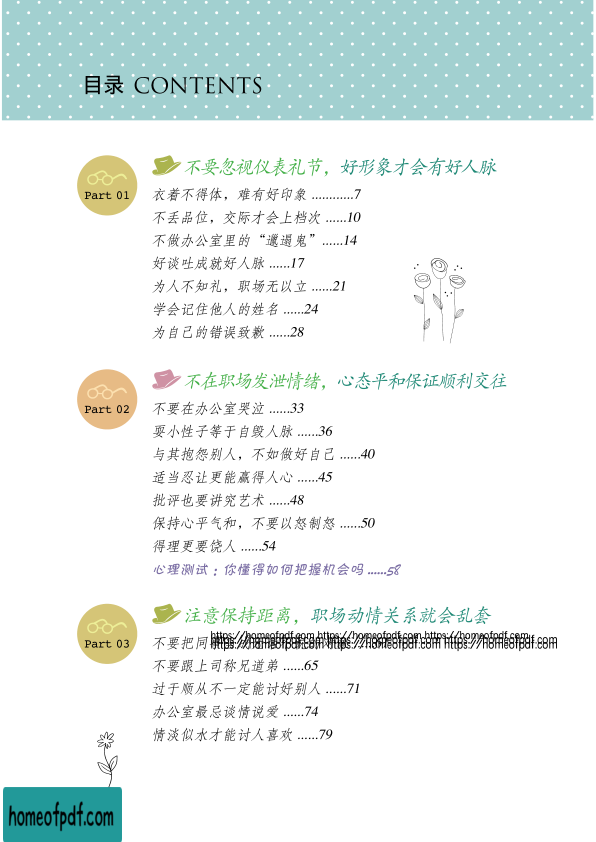 目录 CONTENTS
Part 01
不要忽视仪表礼节，好形象才会有好人脉
衣着不得体，难有好印象 ............7
不丢品位，交际才会上档次 ......10
不做办公室里的“邋遢鬼”......14
好谈吐成就好人脉 ......17
为人不知礼，职场无以立 ......21
学会记住他人的姓名 ......24
为自己的错误致歉 ......28
Part 02
不在职场发泄情绪，心态平和保证顺利交往
不要在办公室哭泣 ......33
耍小性子等于自毁人脉 ......36
与其抱怨别人，不如做好自己 ......40
适当忍让更能赢得人心 ......45
批评也要讲究艺术 ......48
保持心平气和，不要以怒制怒 ......50
得理更要饶人 ......54
心理测试：你懂得如何把握机会吗 ......58
Part 03
注意保持距离，职场动情关系就会乱套
https://homeofpdf.com https://homeofpdf.com https://homeofpdf.com
不要把同
https://homeofpdf.com https://homeofpdf.com https://homeofpdf.com
不要跟上司称兄道弟 ......65
过于顺从不一定能讨好别人 ......71
办公室最忌谈情说爱 ......74
情淡似水才能讨人喜欢 ......79
homeofpdf.com